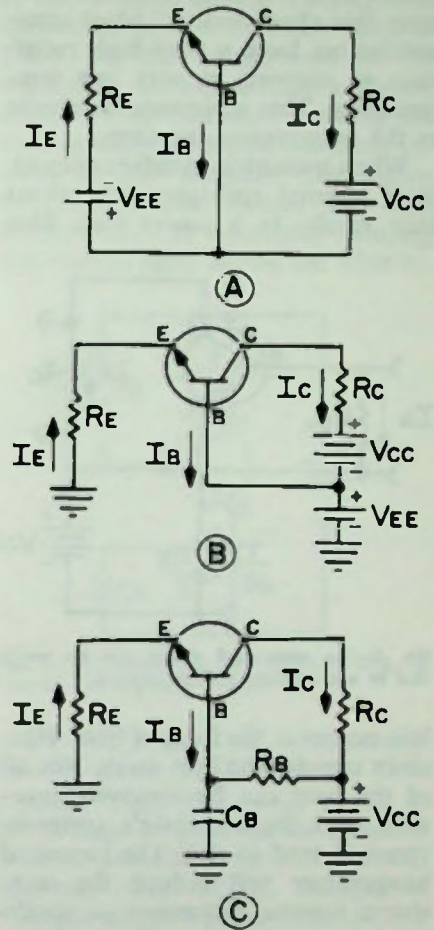 E C
B
RE
IE
IB
IC
RC
-
VEE
+
+
VCC
-
A
E C
B
RE
IE
IB
IC
RC
+
VCC
-
+
VEE
-
B
E C
B
IE
RE
IB
IC
RC
RB
CB
+
VCC
-
C